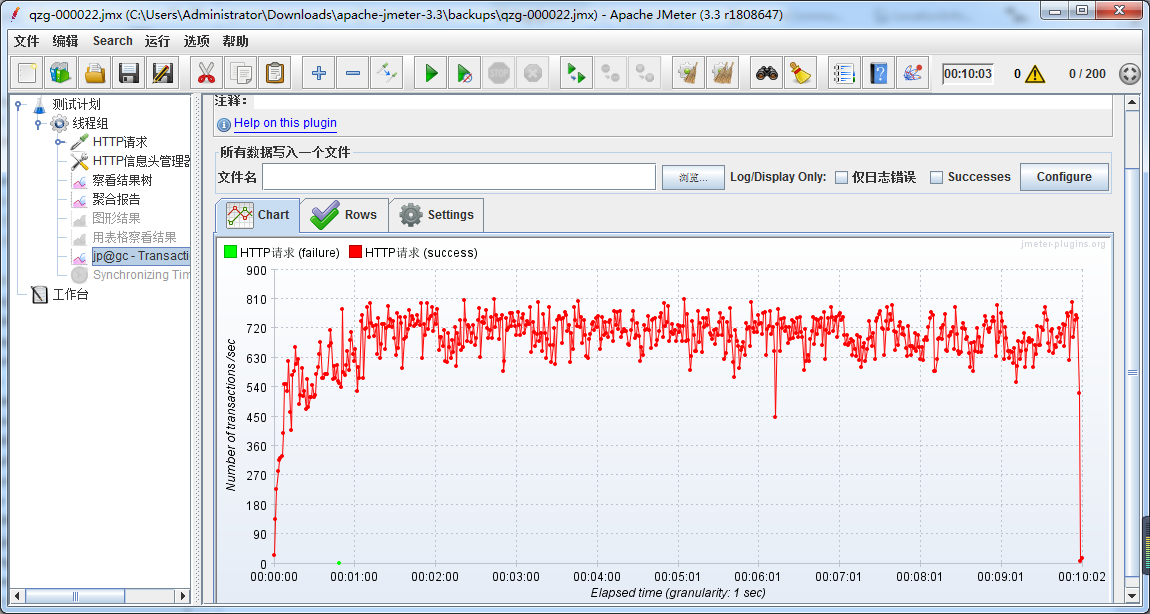 qzg-000022.jmx (C:\Users\Administrator\Downloads\apache-jmeter-3.3\backups\qzg-000022.jmx) - Apache JMeter (3.3 r1808647)
文件 编辑 Search 运行 选项 帮助
STOP
00:10:03 0 0 / 200
测试计划
线程组
HTTP请求
HTTP信息头管理器
察看结果树
聚合报告
图形结果
用表格察看结果
jp@gc - Transacti
Synchronizing Tim
工作台
注释：
Help on this plugin
所有数据写入一个文件
文件名 浏览... Log/Display Only: 仅日志错误 Successes Configure
Chart Rows Settings
jmeter-plugins.org
HTTP请求 (failure) HTTP请求 (success)
Number of transactions /sec
900
810
720
630
540
450
360
270
180
90
0
00:00:00 00:01:00 00:02:00 00:03:00 00:04:00 00:05:01 00:06:01 00:07:01 00:08:01 00:09:01 00:10:02
Elapsed time (granularity: 1 sec)